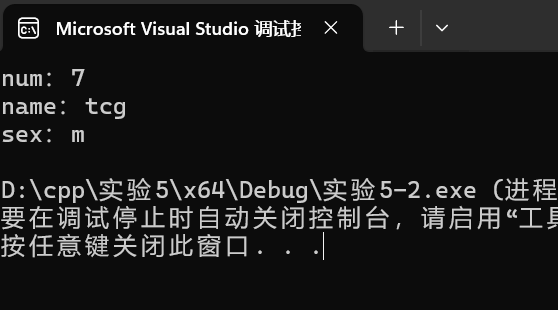 Microsoft Visual Studio 调试控
num：7
name：tcg
sex：m
D:\cpp\实验5\x64\Debug\实验5-2.exe（进程
要在调试停止时自动关闭控制台，请启用“工具
按任意键关闭此窗口. . .